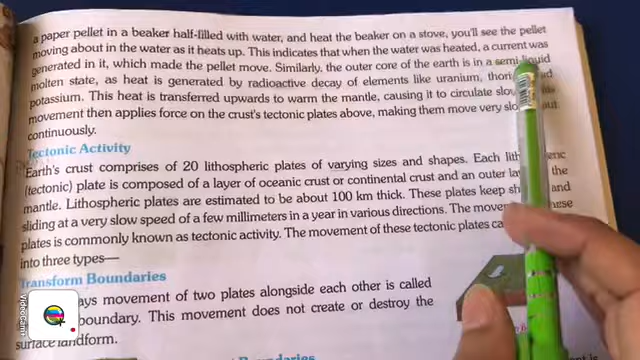 a paper pellet in a beaker half-filled with water, and heat the beaker on a stove, you'll see the pellet
moving about in the water as it heats up. This indicates that when the water was heated, a current was
generated in it, which made the pellet move. Similarly, the outer core of the earth is in a semi-liquid
molten state, as heat is generated by radioactive decay of elements like uranium,
potassium. This heat is transferred upwards to warm the mantle, causing it to circulate
movement then applies force on the crust's tectonic plates above, making them move very
continuously.
Tectonic Activity
Earth's crust comprises of 20 lithospheric plates of varying sizes and shapes. Each
(tectonic) plate is composed of a layer of oceanic crust or continental crust and an outer the
mantle. Lithospheric plates are estimated to be about 100 km thick. These plates keep and
sliding at a very slow speed of a few millimeters in a year in various directions. The
plates is commonly known as tectonic activity. The movement of these tectonic plates
into three types—
Transform Boundaries
movement of two plates alongside each other is called
boundary. This movement does not create or destroy the
surface landform.
Boundaries
VideoCam+